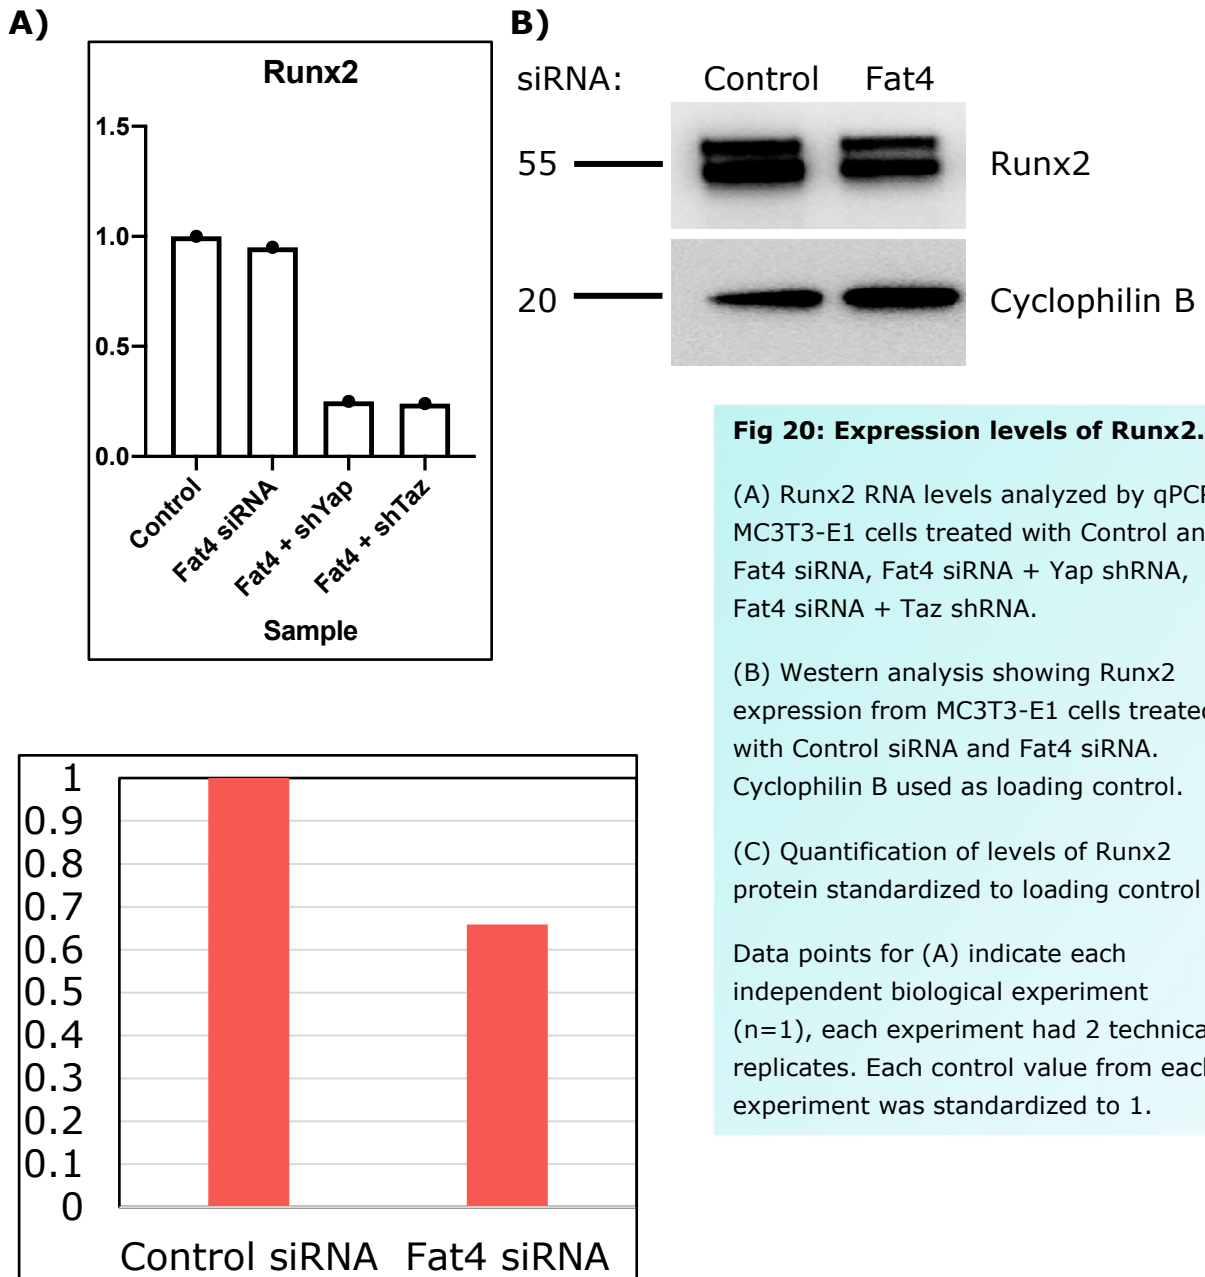 A)
Runx2
1.5
1.0
0.5
0.0
Control
Fat4 siRNA
Fat4 + shYap
Fat4 + shTaz
Sample
B)
siRNA: Control Fat4
55 Runx2
20 Cyclophilin B
1
0.9
0.8
0.7
0.6
0.5
0.4
0.3
0.2
0.1
0
Control siRNA Fat4 siRNA
Fig 20: Expression levels of Runx2.
(A) Runx2 RNA levels analyzed by qPCR
MC3T3-E1 cells treated with Control an
Fat4 siRNA, Fat4 siRNA + Yap shRNA,
Fat4 siRNA + Taz shRNA.
(B) Western analysis showing Runx2
expression from MC3T3-E1 cells treated
with Control siRNA and Fat4 siRNA.
Cyclophilin B used as loading control.
(C) Quantification of levels of Runx2
protein standardized to loading control
Data points for (A) indicate each
independent biological experiment
(n=1), each experiment had 2 technica
replicates. Each control value from each
experiment was standardized to 1.